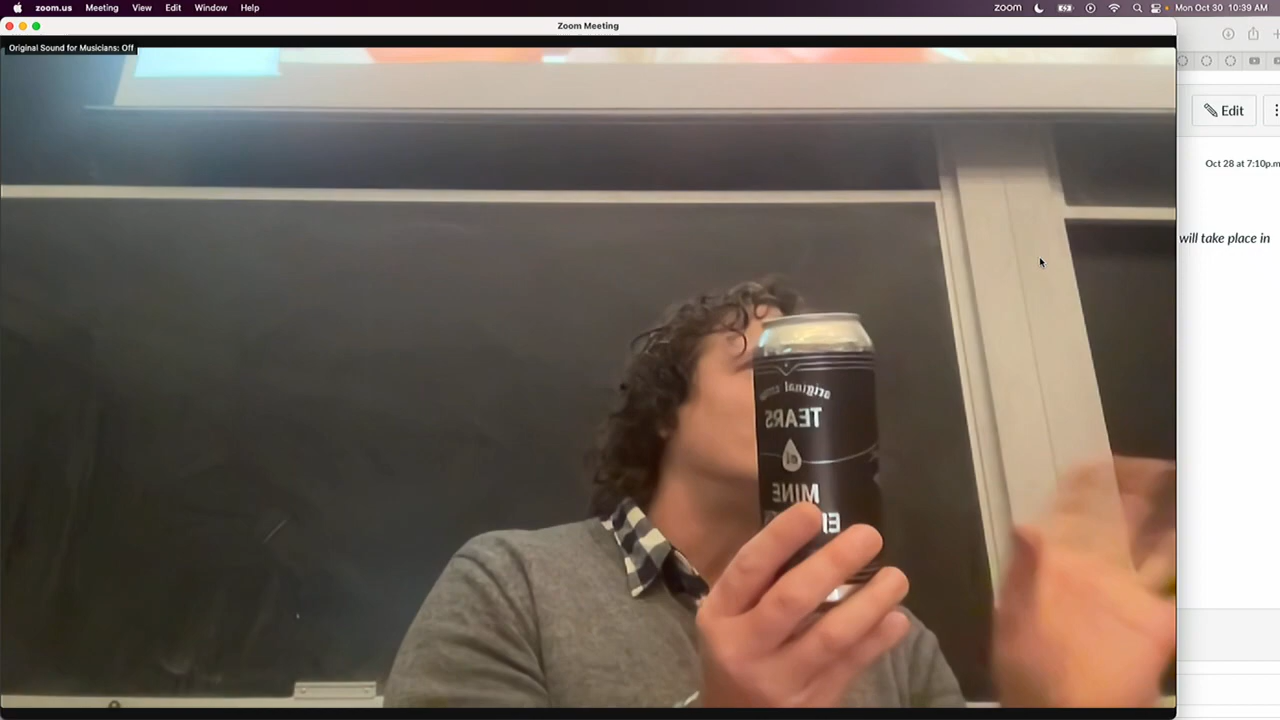 zoom.us Meeting View Edit Window Help
zoom Mon Oct 30 10:39 AM
Zoom Meeting
Original Sound for Musicians: Off
Edit
Oct 28 at 7:10p.m
will take place in
original
TEARS
MINE